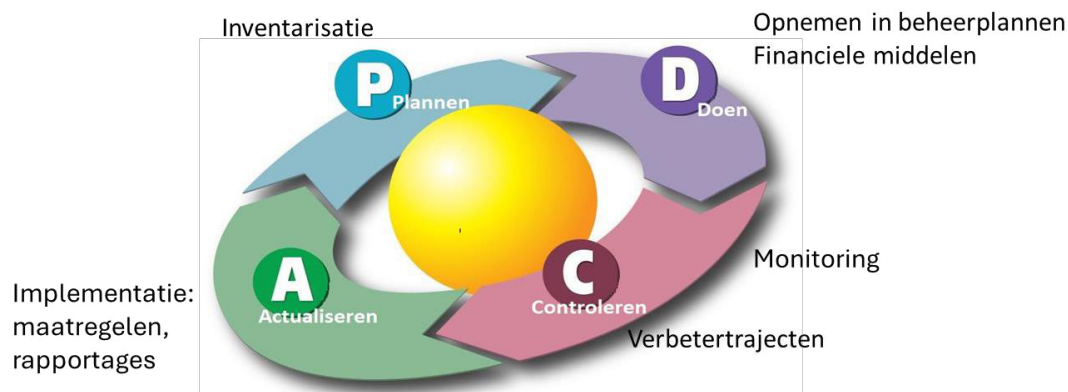 Inventarisatie
Opnemen in beheerplannen
Financiele middelen
P
Plannen
D
Doen
A
Actualiseren
C
Controleren
Monitoring
Verbetertrajecten
Implementatie:
maatregelen,
rapportages